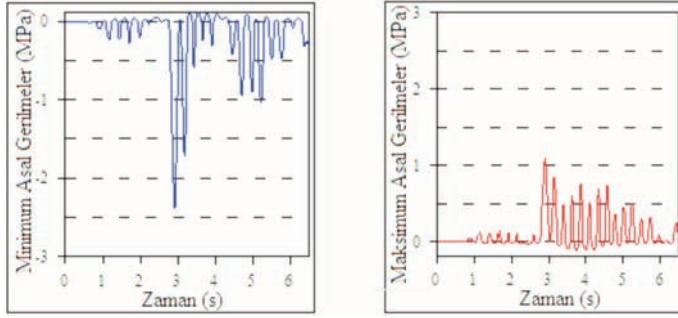 Minimum Asal Gerilmeler (MPa)
0
-1
-2
-3
0 1 2 3 4 5 6
Zaman (s)
Maksimum Asal Gerilmeler (MPa)
3
2
1
0
0 1 2 3 4 5 6
Zaman (s)